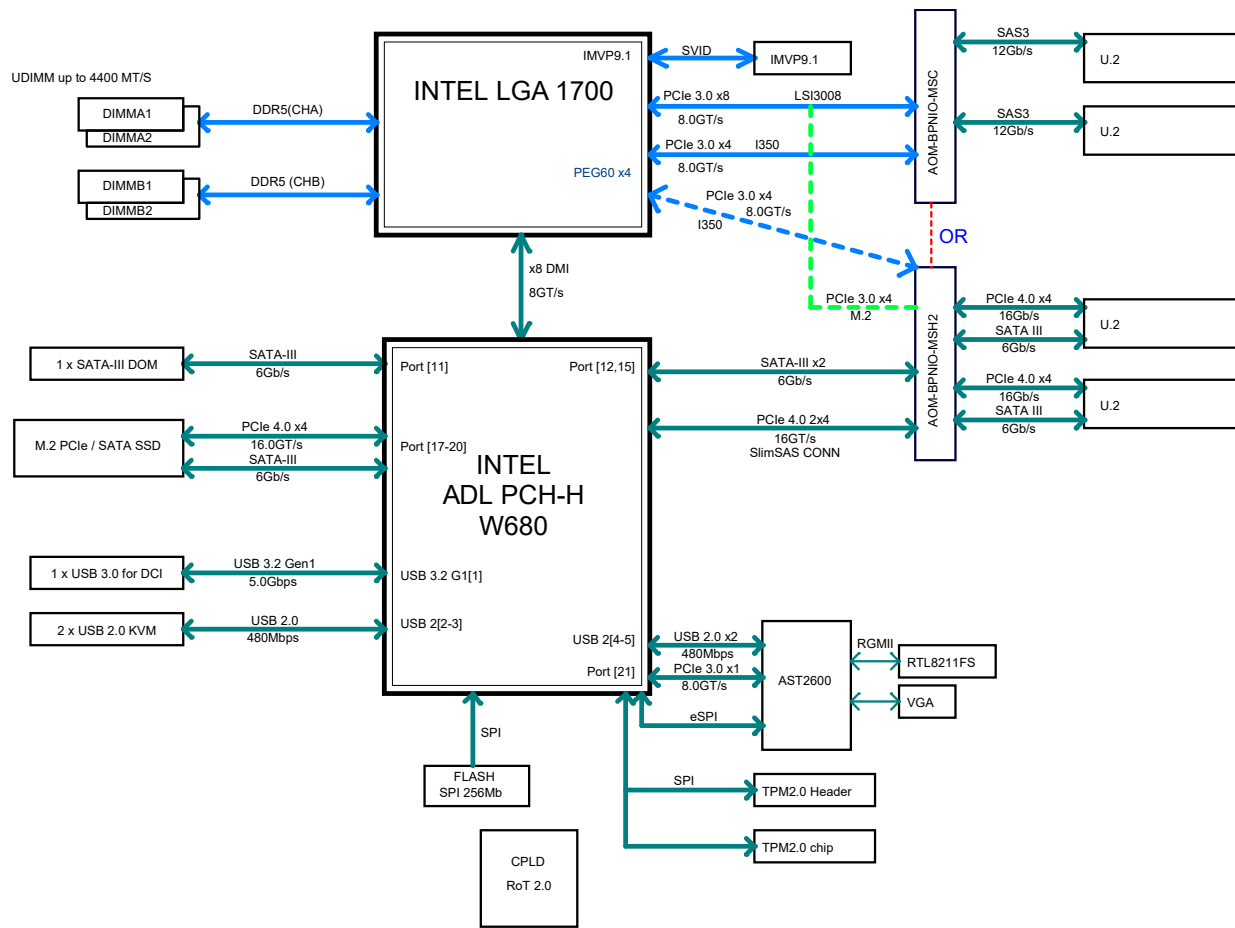 UDIMM up to 4400 MT/S
DIMMA1
DIMMA2
DDR5(CHA)
DIMMB1
DIMMB2
DDR5 (CHB)
INTEL LGA 1700
IMVP9.1
PEG60 x4
SVID
IMVP9.1
PCIe 3.0 x8
8.0GT/s
LSI3008
PCIe 3.0 x4
8.0GT/s
I350
PCIe 3.0 x4
8.0GT/s
I350
AOM-BPNIO-MSC
SAS3
12Gb/s
U.2
SAS3
12Gb/s
U.2
OR
x8 DMI
8GT/s
PCIe 3.0 x4
M.2
AOM-BPNIO-MSH2
PCIe 4.0 x4
16Gb/s
SATA III
6Gb/s
U.2
PCIe 4.0 x4
16Gb/s
SATA III
6Gb/s
U.2
1 x SATA-III DOM
SATA-III
6Gb/s
Port [11]
Port [12,15]
SATA-III x2
6Gb/s
M.2 PCIe / SATA SSD
PCIe 4.0 x4
16.0GT/s
SATA-III
6Gb/s
Port [17-20]
PCIe 4.0 2x4
16GT/s
SlimSAS CONN
INTEL
ADL PCH-H
W680
1 x USB 3.0 for DCI
USB 3.2 Gen1
5.0Gbps
USB 3.2 G1[1]
2 x USB 2.0 KVM
USB 2.0
480Mbps
USB 2[2-3]
USB 2[4-5]
Port [21]
USB 2.0 x2
480Mbps
PCIe 3.0 x1
8.0GT/s
eSPI
AST2600
RGMII
RTL8211FS
VGA
SPI
FLASH
SPI 256Mb
SPI
TPM2.0 Header
TPM2.0 chip
CPLD
RoT 2.0